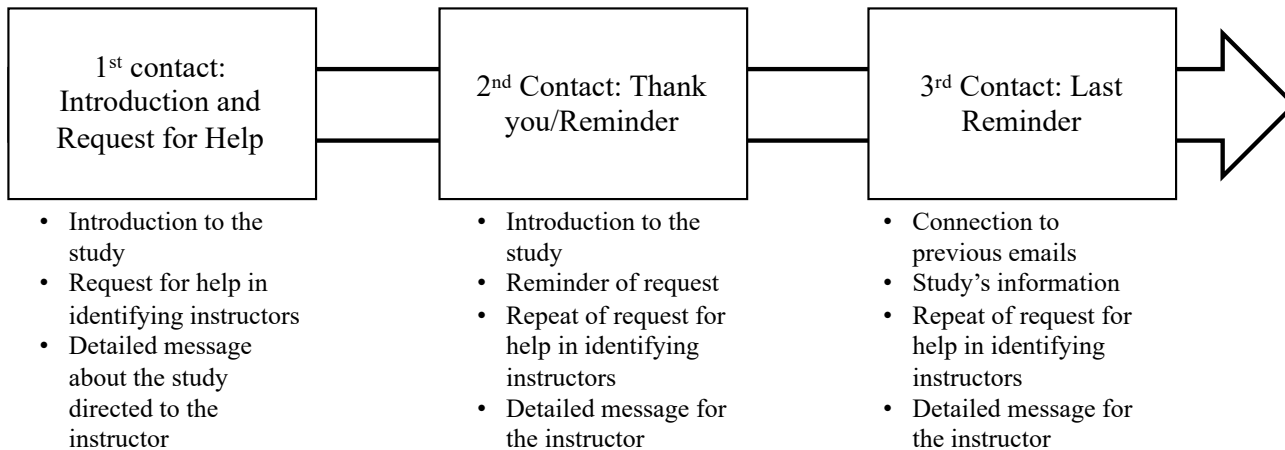 1st contact:
Introduction and
Request for Help
• Introduction to the
study
• Request for help in
identifying instructors
• Detailed message
about the study
directed to the
instructor
2nd Contact: Thank
you/Reminder
• Introduction to the
study
• Reminder of request
• Repeat of request for
help in identifying
instructors
• Detailed message for
the instructor
3rd Contact: Last
Reminder
• Connection to
previous emails
• Study’s information
• Repeat of request for
help in identifying
instructors
• Detailed message for
the instructor